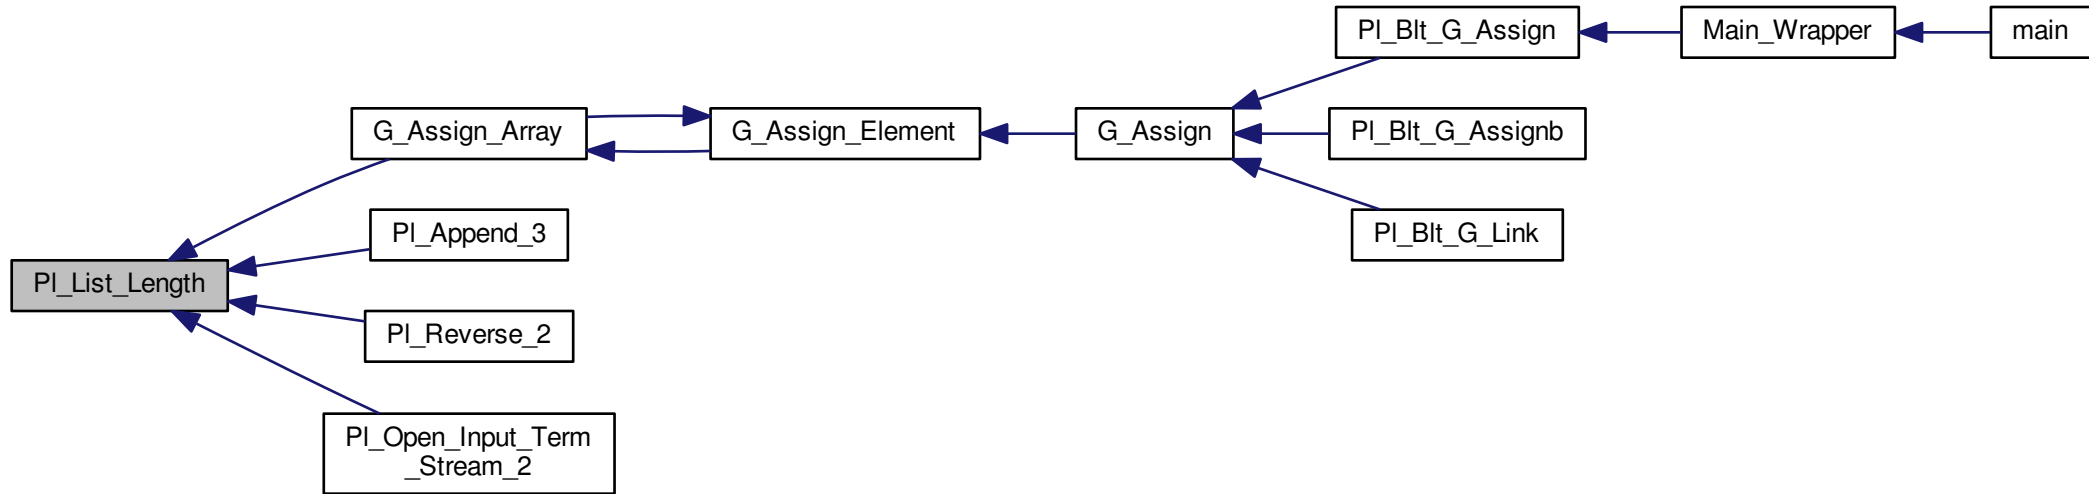 Pl_Blt_G_Assign
Main_Wrapper
main
G_Assign_Array
G_Assign_Element
G_Assign
Pl_Blt_G_Assignb
Pl_Append_3
Pl_Blt_G_Link
Pl_List_Length
Pl_Reverse_2
Pl_Open_Input_Term
_Stream_2